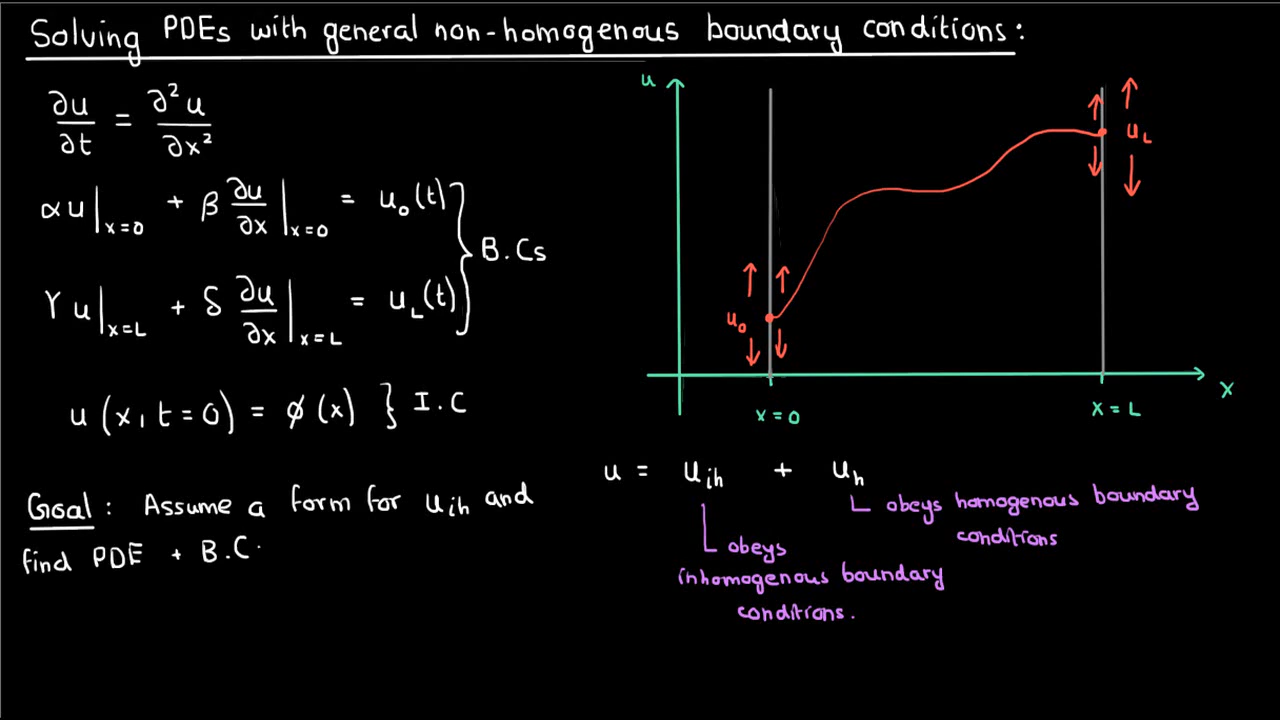 Solving PDEs with general non-homogenous boundary conditions:
∂u/∂t = ∂²u/∂x²
αu|ₓ₌₀ + β ∂u/∂x|ₓ₌₀ = u₀(t)
γu|ₓ₌L + δ ∂u/∂x|ₓ₌L = u_L(t)
B.Cs
u(x, t=0) = ϕ(x) } I.C
Goal: Assume a form for u_ih and
find PDE + B.C.
u
u_L
u₀
x=0
x=L
x
u = u_ih + u_h
obeys homogenous boundary
conditions
obeys
inhomogenous boundary
conditions.